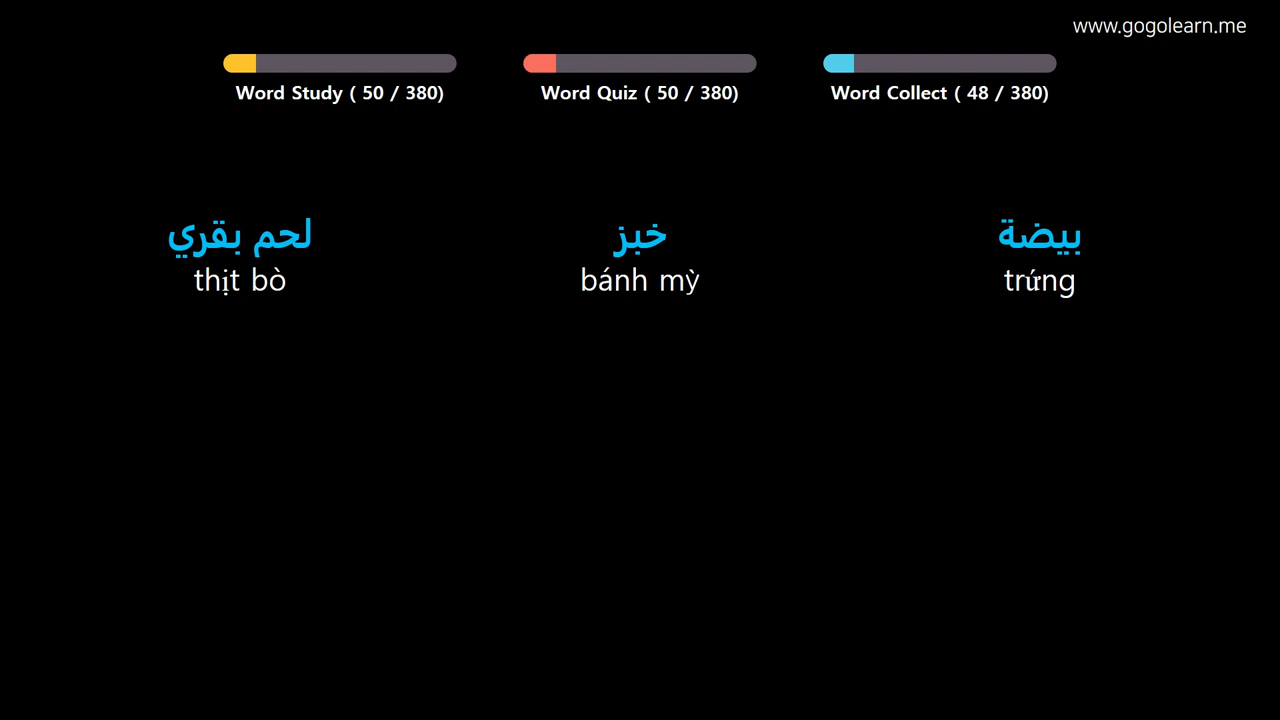 www.gogolearn.me
Word Study ( 50 / 380)
Word Quiz ( 50 / 380)
Word Collect ( 48 / 380)
لحم بقري
thịt bò
خبز
bánh mỳ
بيضة
trứng